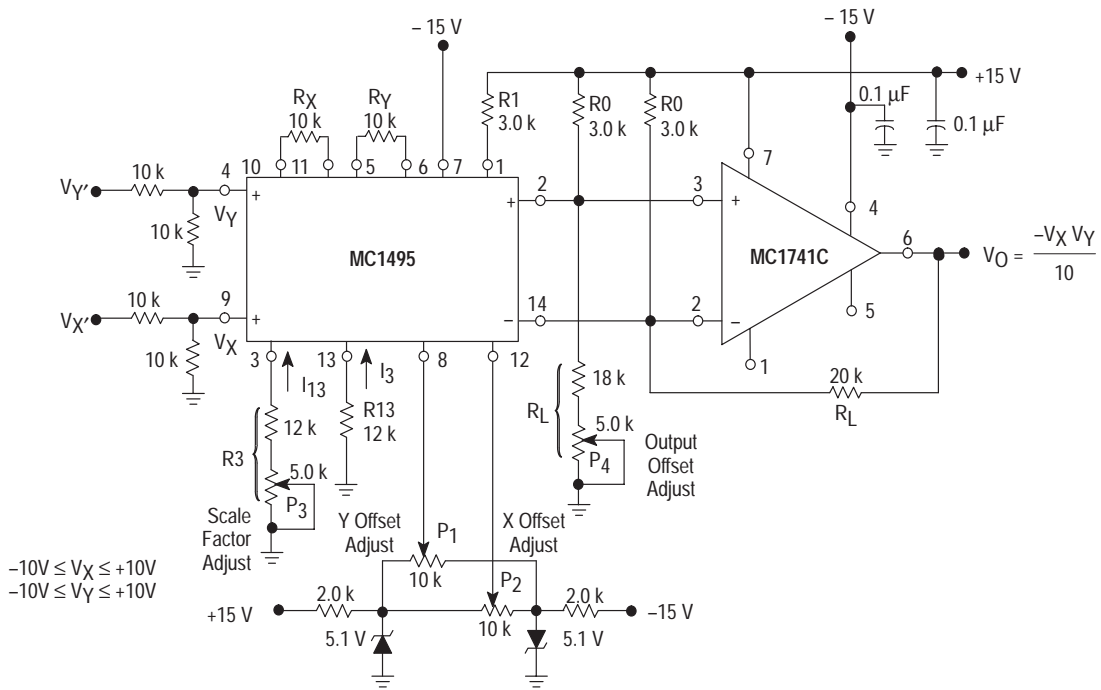 – 15 V
– 15 V
+15 V
RX
10 k
RY
10 k
R1
3.0 k
R0
3.0 k
R0
3.0 k
0.1 µF
0.1 µF
10 k
4
10
11
5
6
7
1
VY′
+
VY
10 k
2
+
3
+
7
4
6
MC1495
MC1741C
VO = –VX VY
10
5
10 k
9
14
2
VX′
+
–
–
VX
10 k
3
13
8
12
1
I13
I3
18 k
20 k
RL
RL
R13
12 k
12 k
5.0 k
Output
Offset
Adjust
P4
R3
5.0 k
P3
Scale
Factor
Adjust
Y Offset
Adjust
P1
X Offset
Adjust
10 k
P2
–10V ≤ VX ≤ +10V
–10V ≤ VY ≤ +10V
+15 V
2.0 k
2.0 k
–15 V
10 k
5.1 V
5.1 V